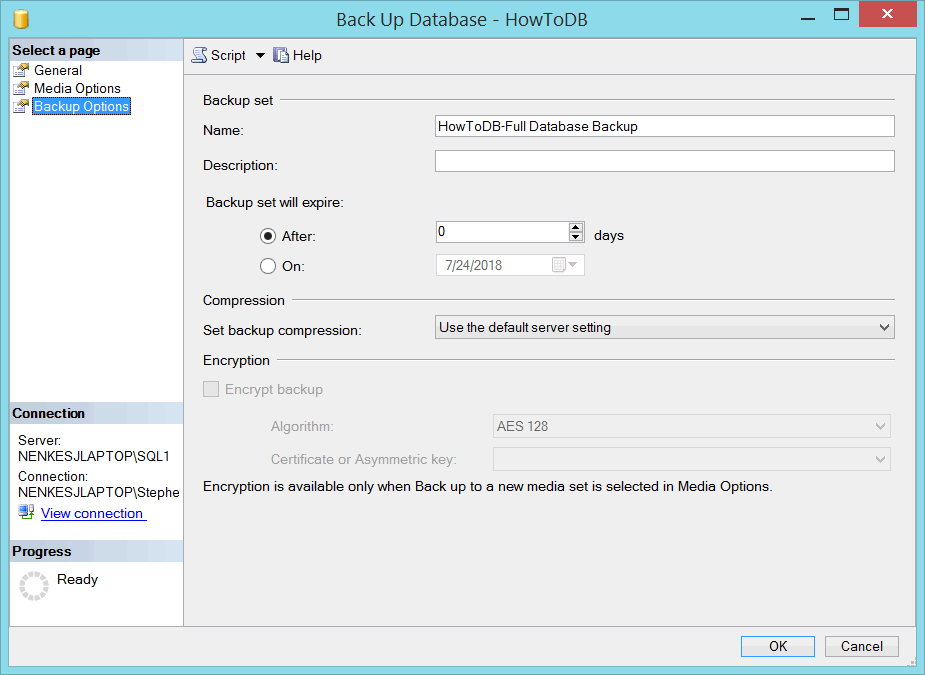 Back Up Database - HowToDB
Select a page
General
Media Options
Backup Options
Script
Help
Backup set
Name:
HowToDB-Full Database Backup
Description:
Backup set will expire:
After:
0
days
On:
7/24/2018
Compression
Set backup compression:
Use the default server setting
Encryption
Encrypt backup
Algorithm:
AES 128
Certificate or Asymmetric key:
Encryption is available only when Back up to a new media set is selected in Media Options.
Connection
Server:
NENKESJLAPTOP\SQL1
Connection:
NENKESJLAPTOP\Stephe
View connection
Progress
Ready
OK
Cancel